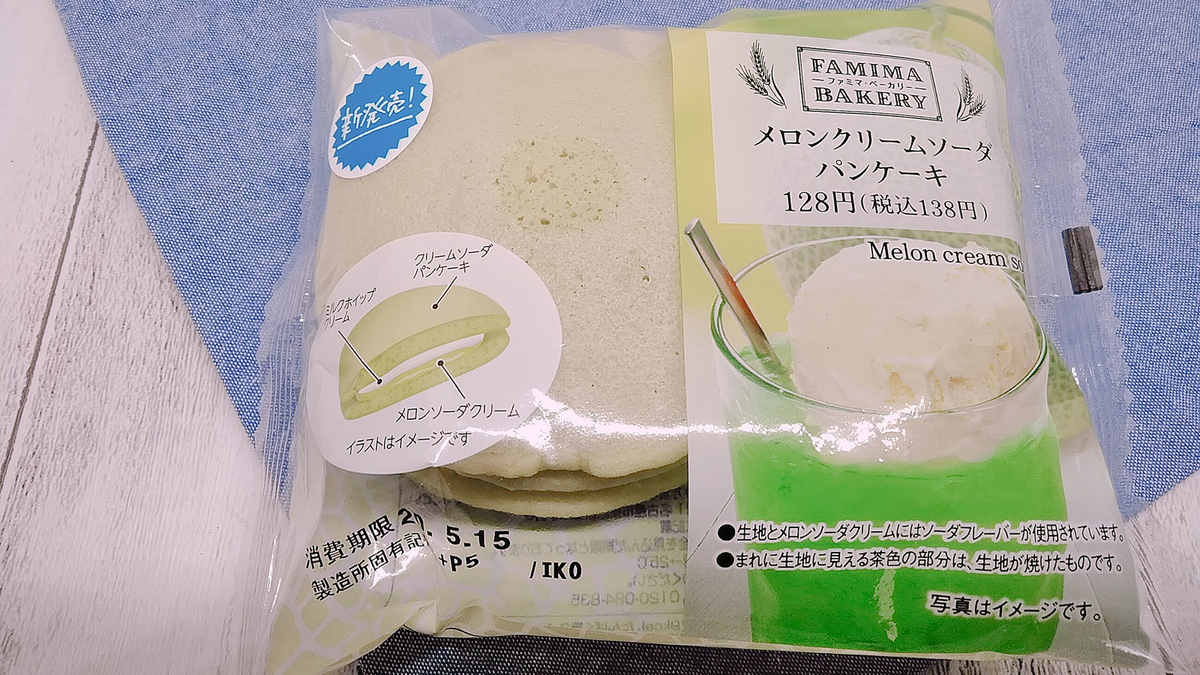 新発売!
FAMIMA
ファミマ・ベーカリー
BAKERY
メロンクリームソーダ
パンケーキ
128円(税込138円)
Melon cream so
クリームソーダ
パンケーキ
ミルクホイップ
クリーム
メロンソーダクリーム
イラストはイメージです
消費期限 5.15
製造所固有記 +P5 /IKO
●生地とメロンソーダクリームにはソーダフレーバーが使用されています。
●まれに生地に見える茶色の部分は、生地が焼けたものです。
写真はイメージです。
0120-084-835